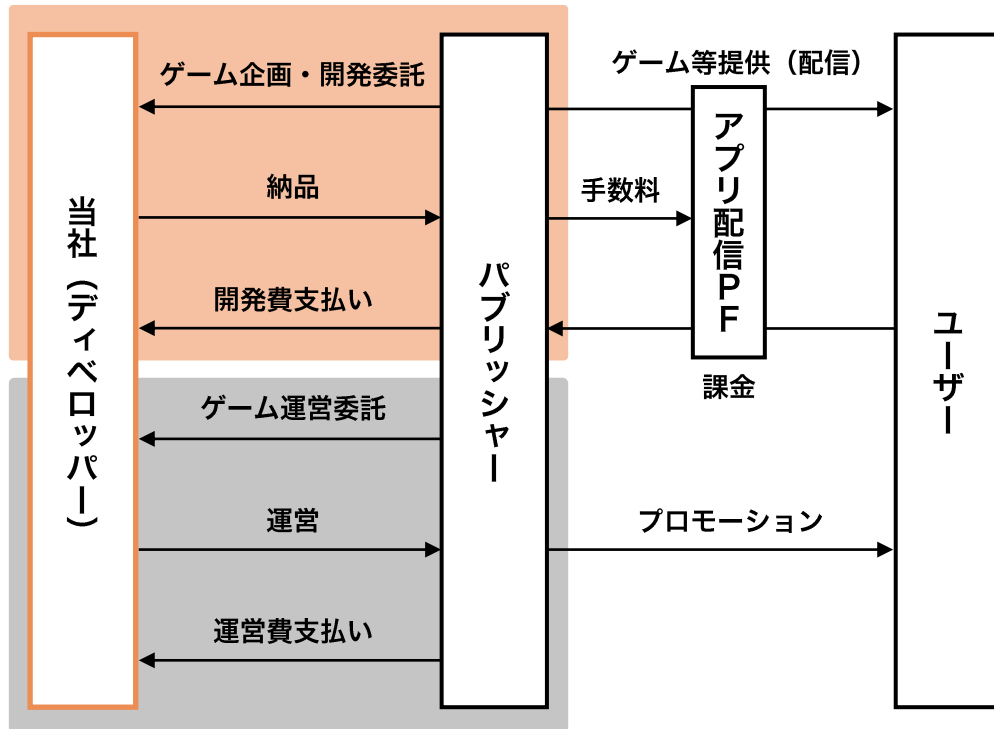 ゲーム企画・開発委託
ゲーム等提供（配信）
納品
手数料
開発費支払い
課金
ゲーム運営委託
運営
プロモーション
運営費支払い
当社（ディベロッパー）
パブリッシャー
アプリ配信PF
ユーザー